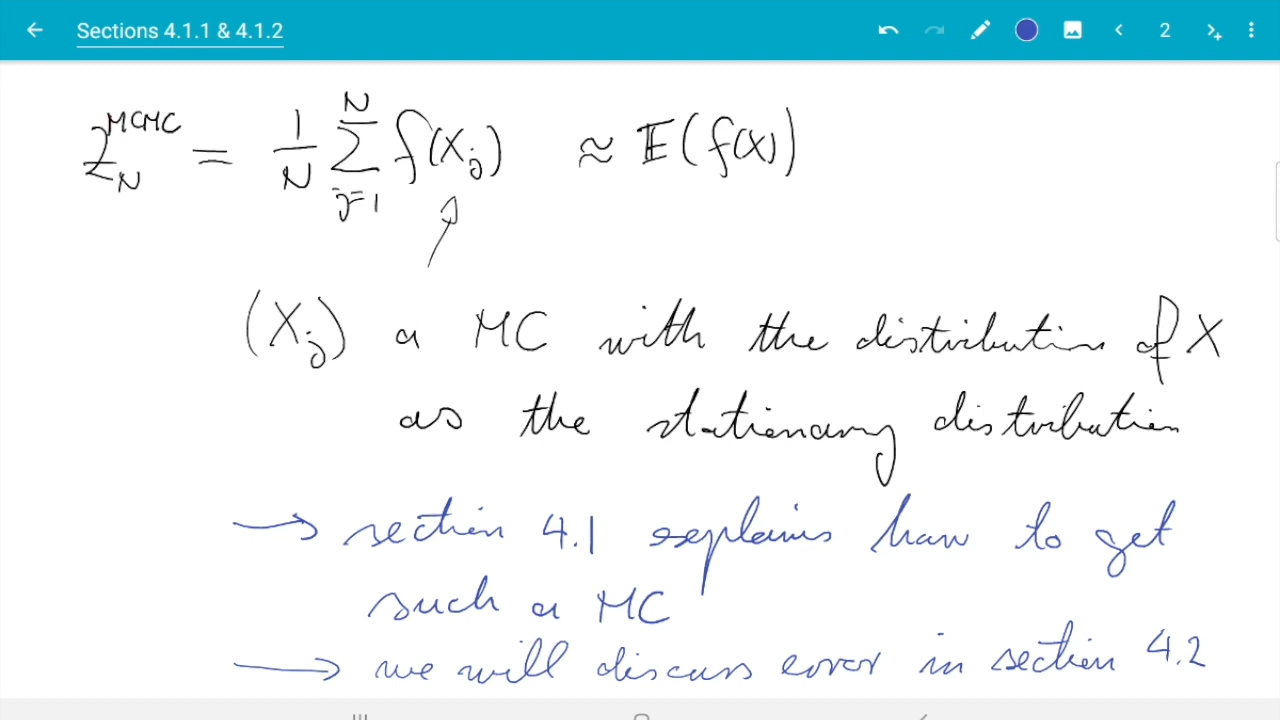 Sections 4.1.1 & 4.1.2
2
Z_N^{MCMC} = \frac{1}{N} \sum_{j=1}^{N} f(X_j) ≈ 𝔼(f(X))
(X_j) a MC with the distribution of X
as the stationary distribution
→ section 4.1 explains how to get
such a MC
→ we will discuss error in section 4.2